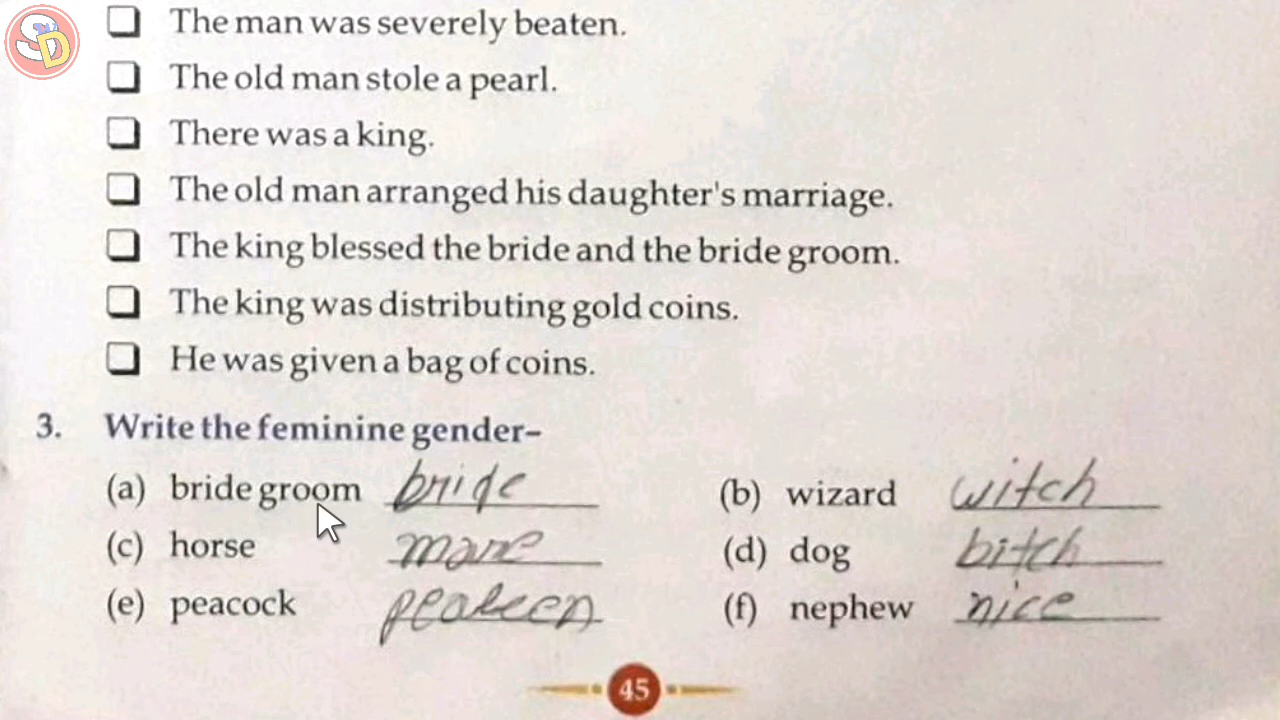 SD
The man was severely beaten.
The old man stole a pearl.
There was a king.
The old man arranged his daughter's marriage.
The king blessed the bride and the bride groom.
The king was distributing gold coins.
He was given a bag of coins.
3. Write the feminine gender–
(a) bride groom bride (b) wizard witch
(c) horse mare (d) dog bitch
(e) peacock peakeen (f) nephew nice
45